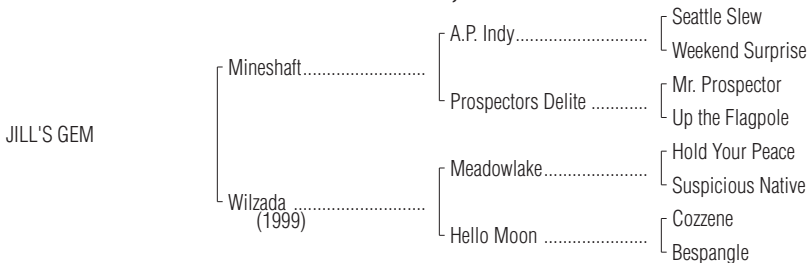 Seattle Slew
A.P. Indy............................
Weekend Surprise
Mineshaft..........................
Mr. Prospector
Prospectors Delite ............
Up the Flagpole
JILL'S GEM
Hold Your Peace
Meadowlake......................
Suspicious Native
Wilzada ............................
(1999)
Cozzene
Hello Moon ......................
Bespangle